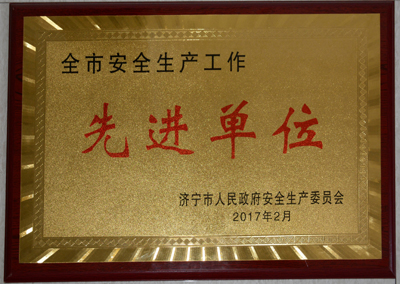 全市安全生产工作
先进单位
济宁市人民政府安全生产委员会
2017年2月